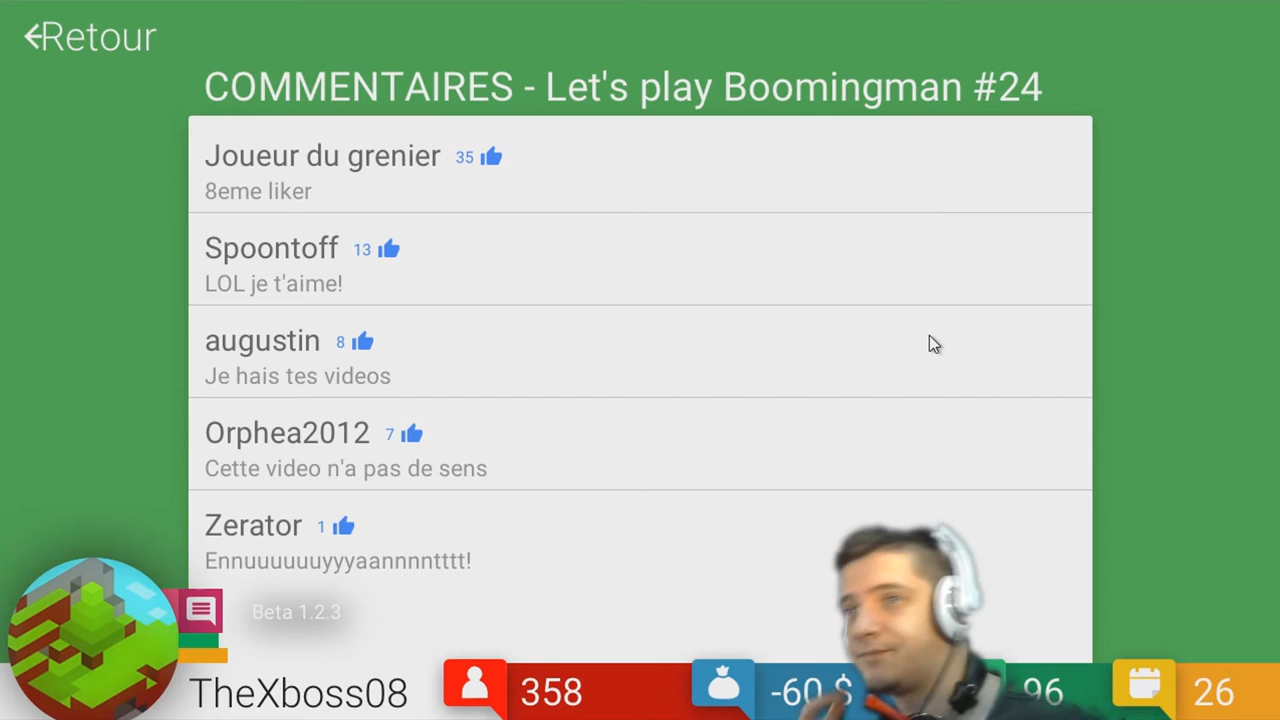 Retour
COMMENTAIRES - Let's play Boomingman #24
Joueur du grenier 35
8eme liker
Spoontoff 13
LOL je t'aime!
augustin 8
Je hais tes videos
Orphea2012 7
Cette video n'a pas de sens
Zerator 1
Ennuuuuuuyyyaannnntttt!
Beta 1.2.3
TheXboss08 358 -60 $ 96 26